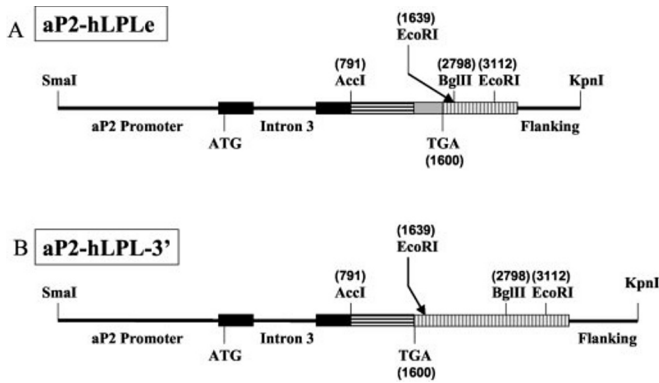 A aP2-hLPLe
(1639)
EcoRI
(791) (2798) (3112)
SmaI AccI BglII EcoRI KpnI
aP2 Promoter Intron 3 Flanking
ATG TGA
(1600)
B aP2-hLPL-3'
(1639)
EcoRI
(791) (2798) (3112)
SmaI AccI BglII EcoRI KpnI
aP2 Promoter Intron 3 Flanking
ATG TGA
(1600)